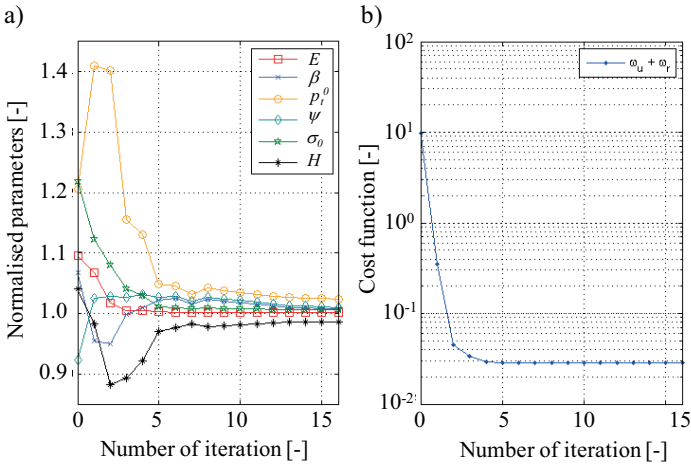 a)
1.4
1.3
1.2
1.1
1.0
0.9
Normalised parameters [-]
E
β
p_t^0
ψ
σ_0
H
0
5
10
15
Number of iteration [-]
b)
10^2
10^1
10^0
10^-1
10^-2
Cost function [-]
ω_u + ω_r
0
5
10
15
Number of iteration [-]